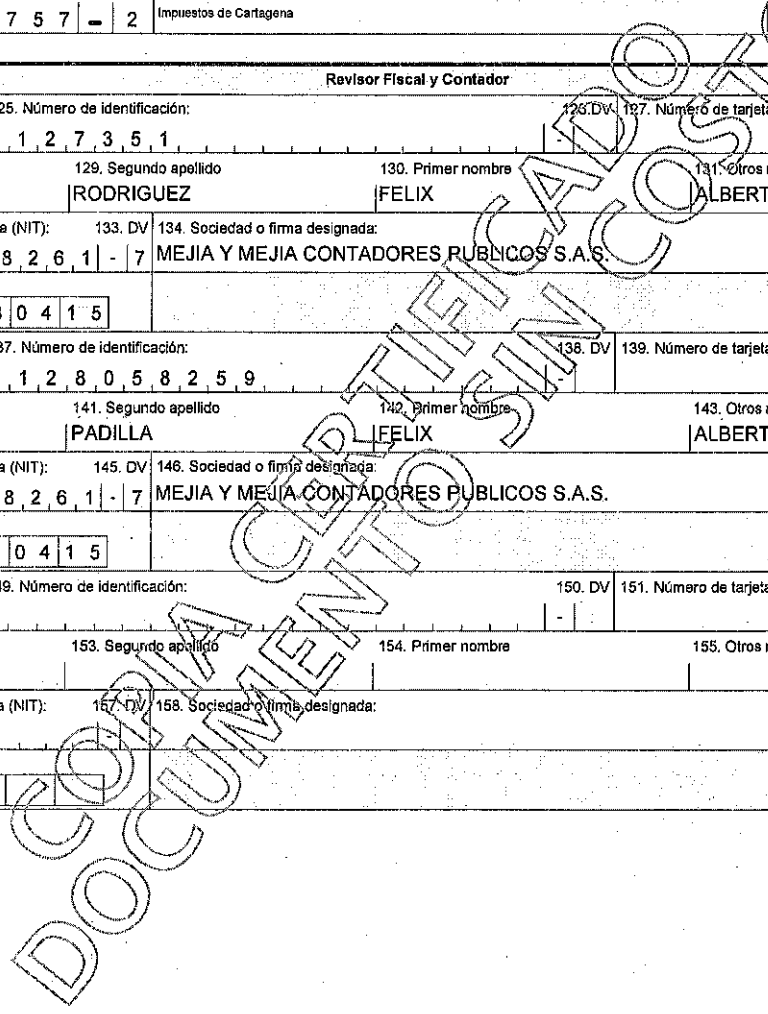 7 5 7 - 2 Impuestos de Cartagena
Revisor Fiscal y Contador
25. Número de identificación: 126.DV 127. Número de tarjeta
1 2 7 3 5 1 -
129. Segundo apellido 130. Primer nombre 131. Otros
RODRIGUEZ FELIX ALBERT
a (NIT): 133. DV 134. Sociedad o firma designada:
8 2 6 1 - 7 MEJIA Y MEJIA CONTADORES PUBLICOS S.A.S.
0 4 1 5
37. Número de identificación: 138. DV 139. Número de tarjeta
1 2 8 0 5 8 2 5 9 -
141. Segundo apellido 142. Primer nombre 143. Otros
PADILLA FELIX ALBERT
a (NIT): 145. DV 146. Sociedad o firma designada:
8 2 6 1 - 7 MEJIA Y MEJIA CONTADORES PUBLICOS S.A.S.
0 4 1 5
49. Número de identificación: 150. DV 151. Número de tarjeta
-
153. Segundo apellido 154. Primer nombre 155. Otros
a (NIT): 157. DV 158. Sociedad o firma designada:
-
COPIA CERTIFICADO
DOCUMENTO SIN COSTO